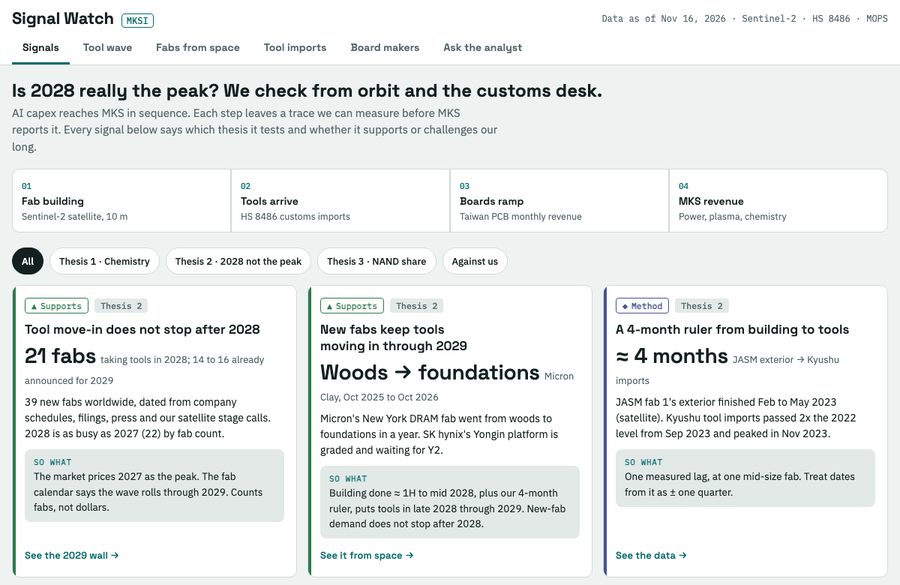 Signal Watch MKSI
Data as of Nov 16, 2026 · Sentinel-2 · HS 8486 · MOPS
Signals Tool wave Fabs from space Tool imports Board makers Ask the analyst
Is 2028 really the peak? We check from orbit and the customs desk.
AI capex reaches MKS in sequence. Each step leaves a trace we can measure before MKS
reports it. Every signal below says which thesis it tests and whether it supports or challenges our
long.
01
Fab building
Sentinel-2 satellite, 10 m
02
Tools arrive
HS 8486 customs imports
03
Boards ramp
Taiwan PCB monthly revenue
04
MKS revenue
Power, plasma, chemistry
All Thesis 1 · Chemistry Thesis 2 · 2028 not the peak Thesis 3 · NAND share Against us
▲ Supports Thesis 2
Tool move-in does not stop after 2028
21 fabs taking tools in 2028; 14 to 16 already
announced for 2029
39 new fabs worldwide, dated from company
schedules, filings, press and our satellite stage calls.
2028 is as busy as 2027 (22) by fab count.
SO WHAT
The market prices 2027 as the peak. The fab
calendar says the wave rolls through 2029. Counts
fabs, not dollars.
See the 2029 wall →
▲ Supports Thesis 2
New fabs keep tools
moving in through 2029
Woods → foundations Micron
Clay, Oct 2025 to Oct 2026
Micron's New York DRAM fab went from woods to
foundations in a year. SK hynix's Yongin platform is
graded and waiting for Y2.
SO WHAT
Building done ≈ 1H to mid 2028, plus our 4-month
ruler, puts tools in late 2028 through 2029. New-fab
demand does not stop after 2028.
See it from space →
◆ Method Thesis 2
A 4-month ruler from building to tools
≈ 4 months JASM exterior → Kyushu
imports
JASM fab 1's exterior finished Feb to May 2023
(satellite). Kyushu tool imports passed 2x the 2022
level from Sep 2023 and peaked in Nov 2023.
SO WHAT
One measured lag, at one mid-size fab. Treat dates
from it as ± one quarter.
See the data →